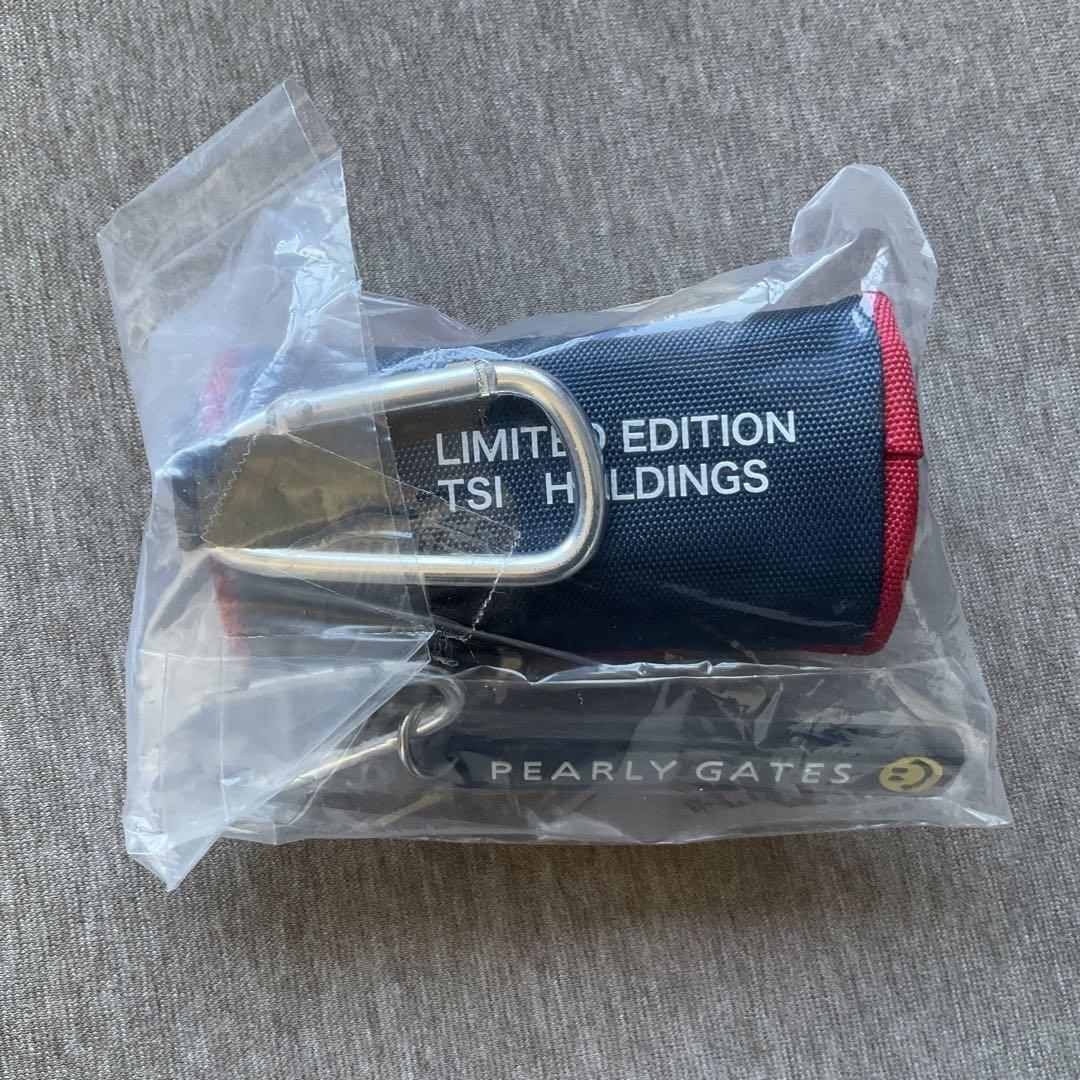 LIMITED EDITION
TSI HOLDINGS
PEARLY GATES